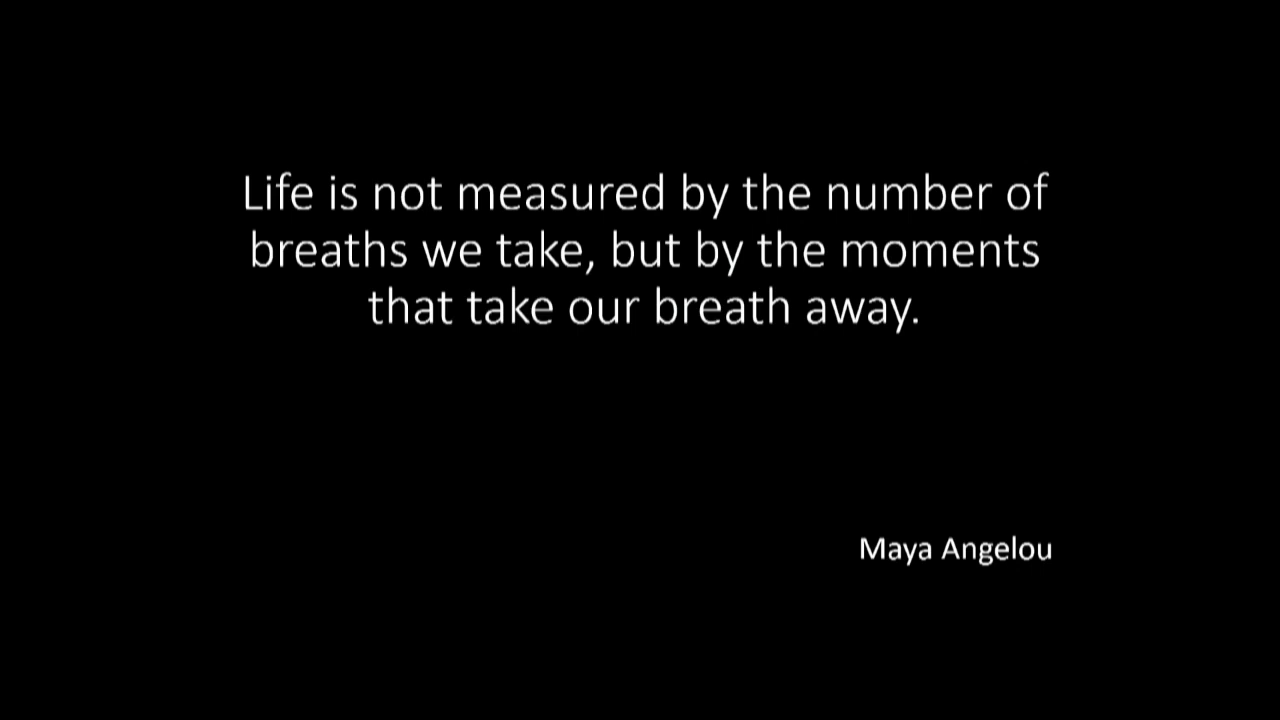 Life is not measured by the number of
breaths we take, but by the moments
that take our breath away.
Maya Angelou